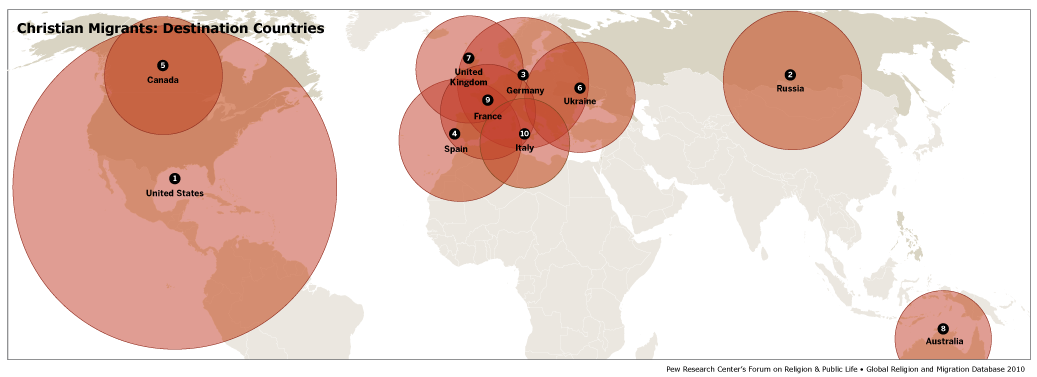 Christian Migrants: Destination Countries
5
Canada
1
United States
7
United
Kingdom
3
Germany
6
Ukraine
9
France
4
Spain
10
Italy
2
Russia
8
Australia
Pew Research Center's Forum on Religion & Public Life • Global Religion and Migration Database 2010